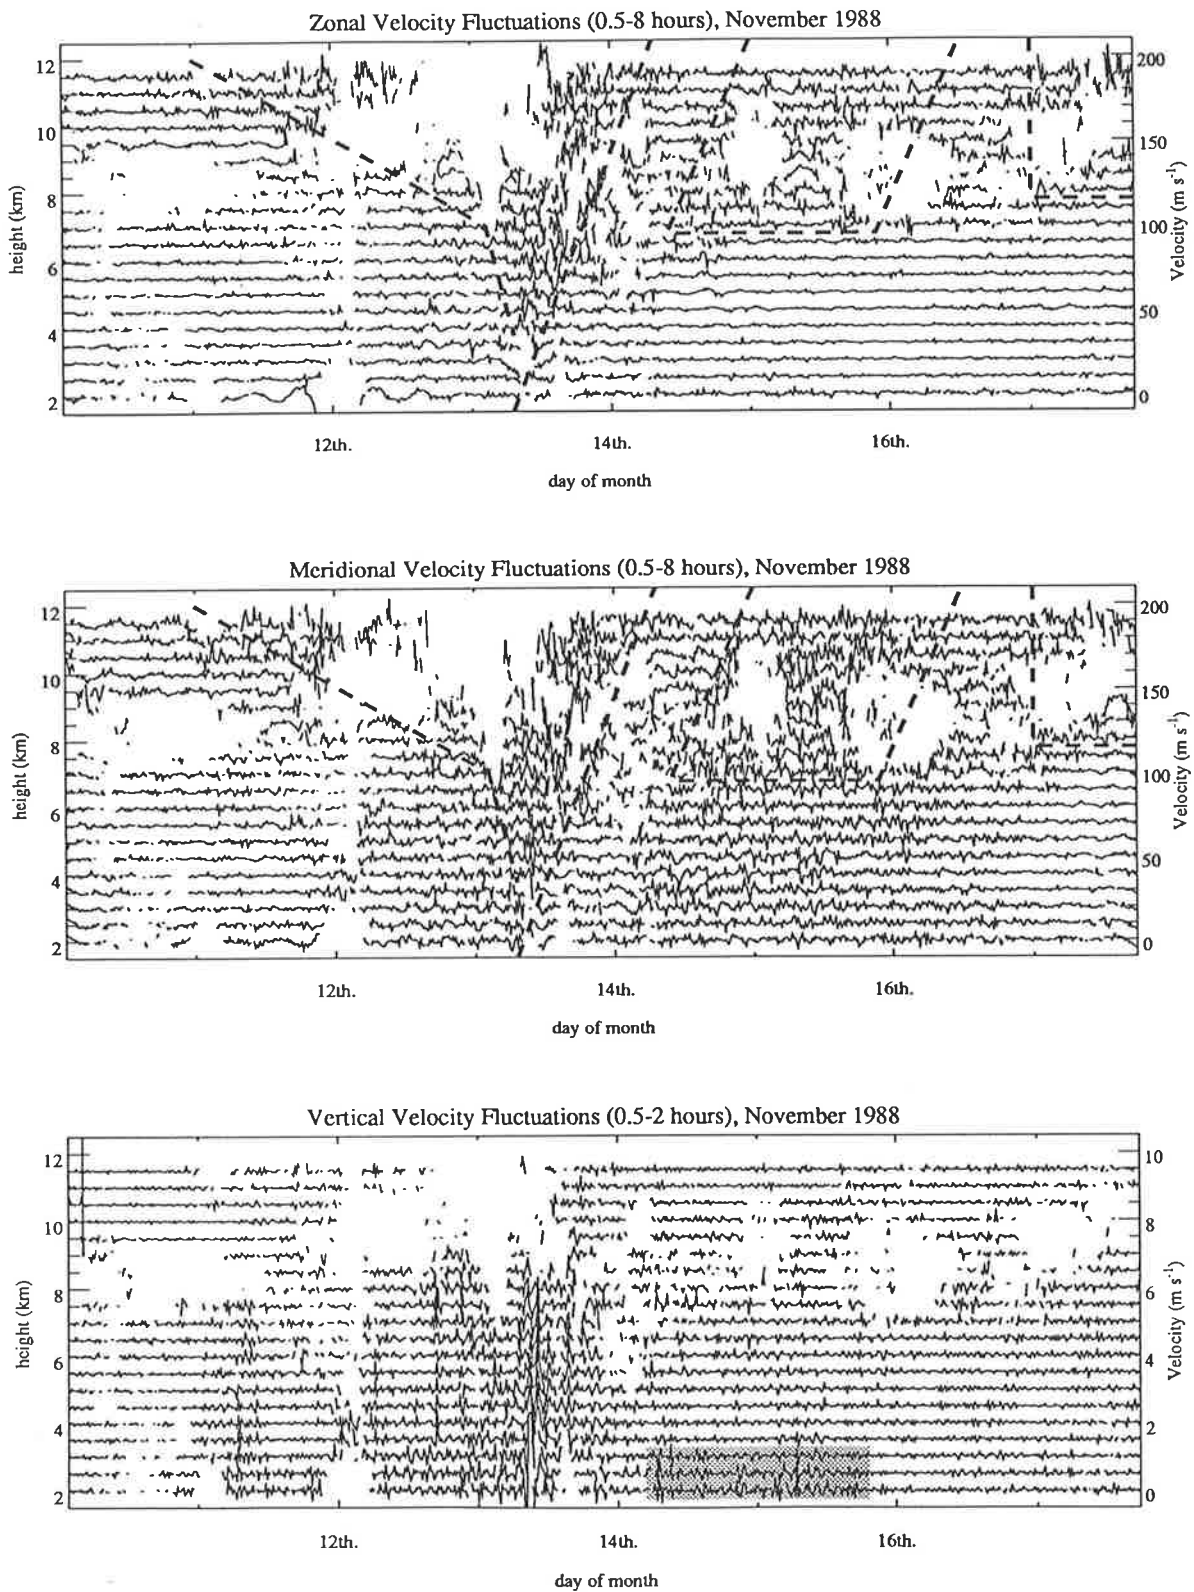 Zonal Velocity Fluctuations (0.5-8 hours), November 1988
12
10
8
6
4
2
height (km)
200
150
100
50
0
Velocity (m s⁻¹)
12th.
14th.
16th.
day of month
Meridional Velocity Fluctuations (0.5-8 hours), November 1988
12
10
8
6
4
2
height (km)
200
150
100
50
0
Velocity (m s⁻¹)
12th.
14th.
16th.
day of month
Vertical Velocity Fluctuations (0.5-2 hours), November 1988
12
10
8
6
4
2
height (km)
10
8
6
4
2
0
Velocity (m s⁻¹)
12th.
14th.
16th.
day of month